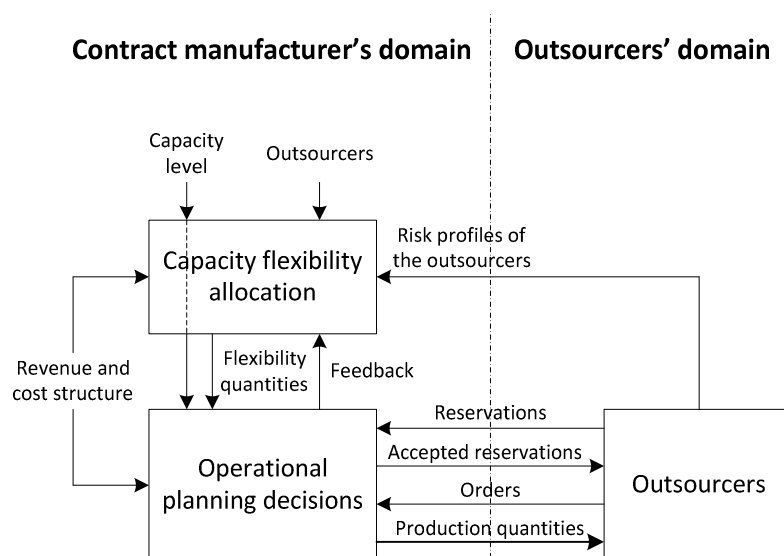 Contract manufacturer's domain
Outsourcers' domain
Capacity
level
Outsourcers
Capacity flexibility
allocation
Risk profiles of
the outsourcers
Revenue and
cost structure
Flexibility
quantities
Feedback
Operational
planning decisions
Reservations
Accepted reservations
Orders
Production quantities
Outsourcers